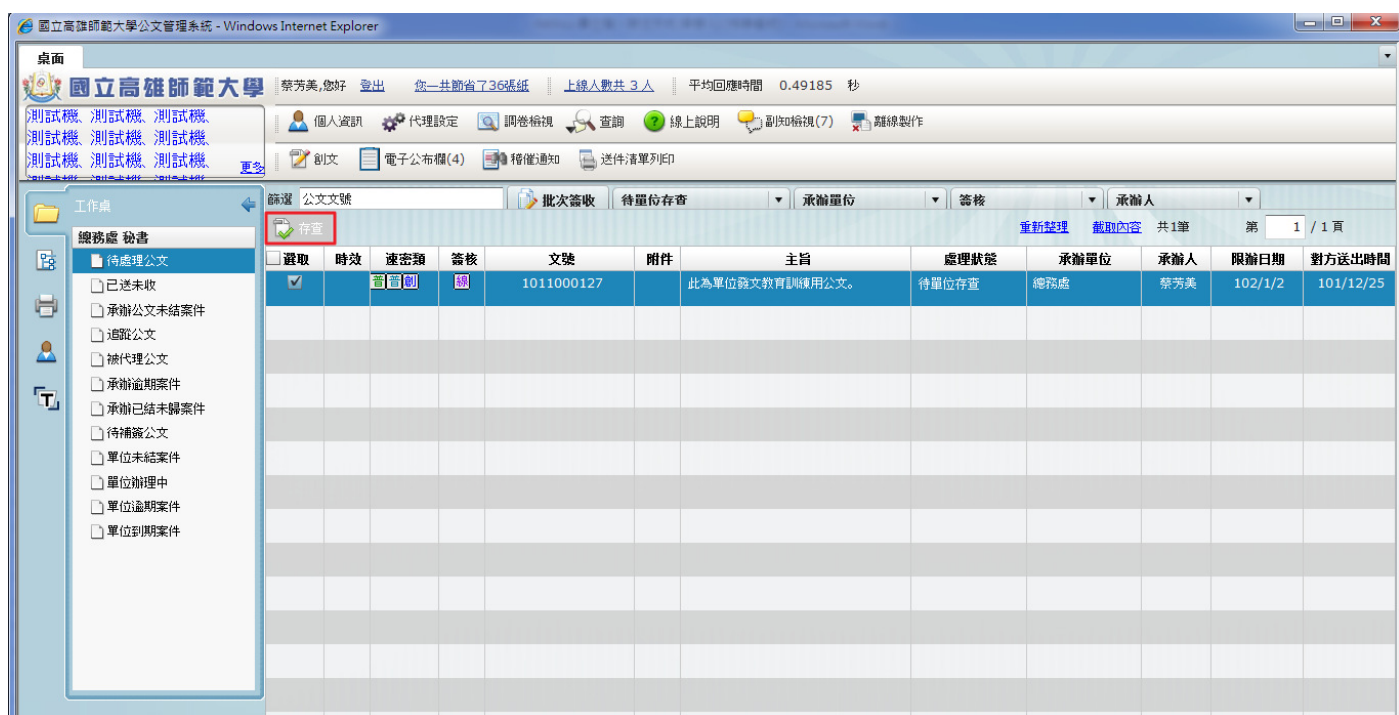 國立高雄師範大學公文管理系統 - Windows Internet Explorer
桌面
國立高雄師範大學 蔡芳美,您好 登出 您一共節省了36張紙 上線人數共 3 人 平均回應時間 0.49185 秒
測試機、測試機、測試機、
測試機、測試機、測試機、
測試機、測試機、測試機、
更多
個人資訊 代理設定 調卷檢視 查詢 線上說明 副知檢視(7) 離線製作
創文 電子公布欄(4) 稽催通知 送件清單列印
工作桌
總務處 秘書
待處理公文
已送未收
承辦公文未結案件
追蹤公文
被代理公文
承辦逾期案件
承辦已結未歸案件
待補簽公文
單位未結案件
單位辦理中
單位逾期案件
單位到期案件
篩選 公文文號 批次簽收 待單位存查 承辦單位 簽核 承辦人
存查 重新整理 截取內容 共1筆 第 1 / 1 頁
選取 時效 速密類 簽核 文號 附件 主旨 處理狀態 承辦單位 承辦人 限辦日期 對方送出時間
普 普 創 線 1011000127 此為單位發文教育訓練用公文。 待單位存查 總務處 蔡芳美 102/1/2 101/12/25